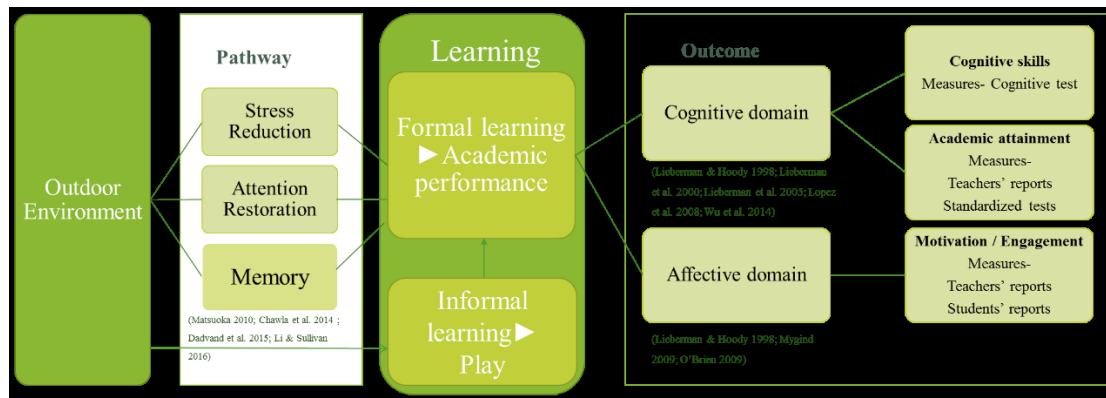 Outdoor
Environment
Pathway
Stress
Reduction
Attention
Restoration
Memory
(Matsuoka 2010; Chawla et al. 2014 ;
Dadvand et al. 2015; Li & Sullivan
2016)
Learning
Formal learning
►Academic
performance
Informal
learning►
Play
Outcome
Cognitive domain
(Lieberman & Hoody 1998; Lieberman
et al. 2000; Lieberman et al. 2005; Lopez
et al. 2008; Wu et al. 2014)
Affective domain
(Lieberman & Hoody 1998; Mygind
2009; O'Brien 2009)
Cognitive skills
Measures- Cognitive test
Academic attainment
Measures-
Teachers' reports
Standardized tests
Motivation / Engagement
Measures-
Teachers' reports
Students' reports